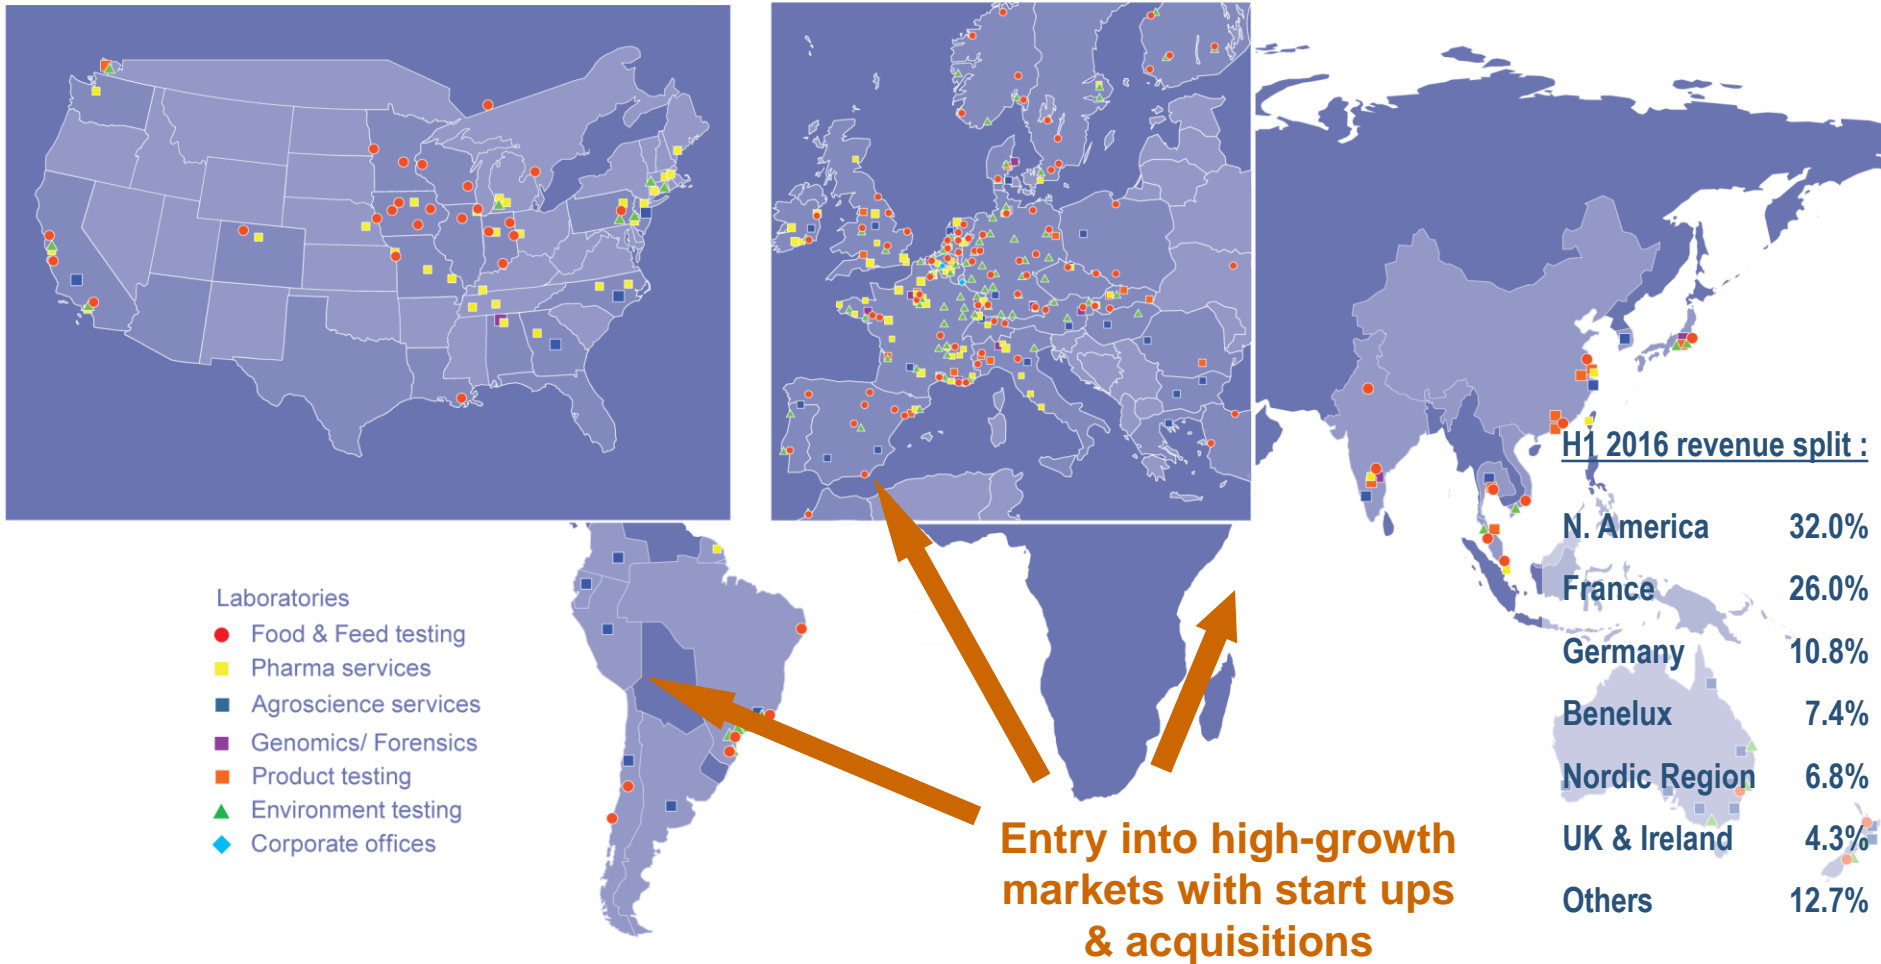 Laboratories
Food & Feed testing
Pharma services
Agroscience services
Genomics/ Forensics
Product testing
Environment testing
Corporate offices
Entry into high-growth
markets with start ups
& acquisitions
H1 2016 revenue split :
N. America 32.0%
France 26.0%
Germany 10.8%
Benelux 7.4%
Nordic Region 6.8%
UK & Ireland 4.3%
Others 12.7%